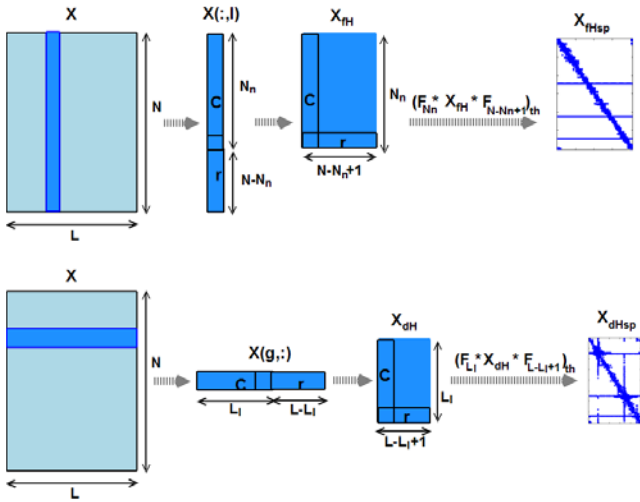 X
X(:,l)
X_fH
X_fHsp
N
C
N_n
r
N-N_n
C
N_n
r
N-N_n+1
(F_Nn * X_fH * F_N-Nn+1)_th
L
X
N
X(g,:)
C
r
L_l
L-L_l
X_dH
C
r
L_l
L-L_l+1
(F_Ll * X_dH * F_L-Ll+1)_th
X_dHsp
L